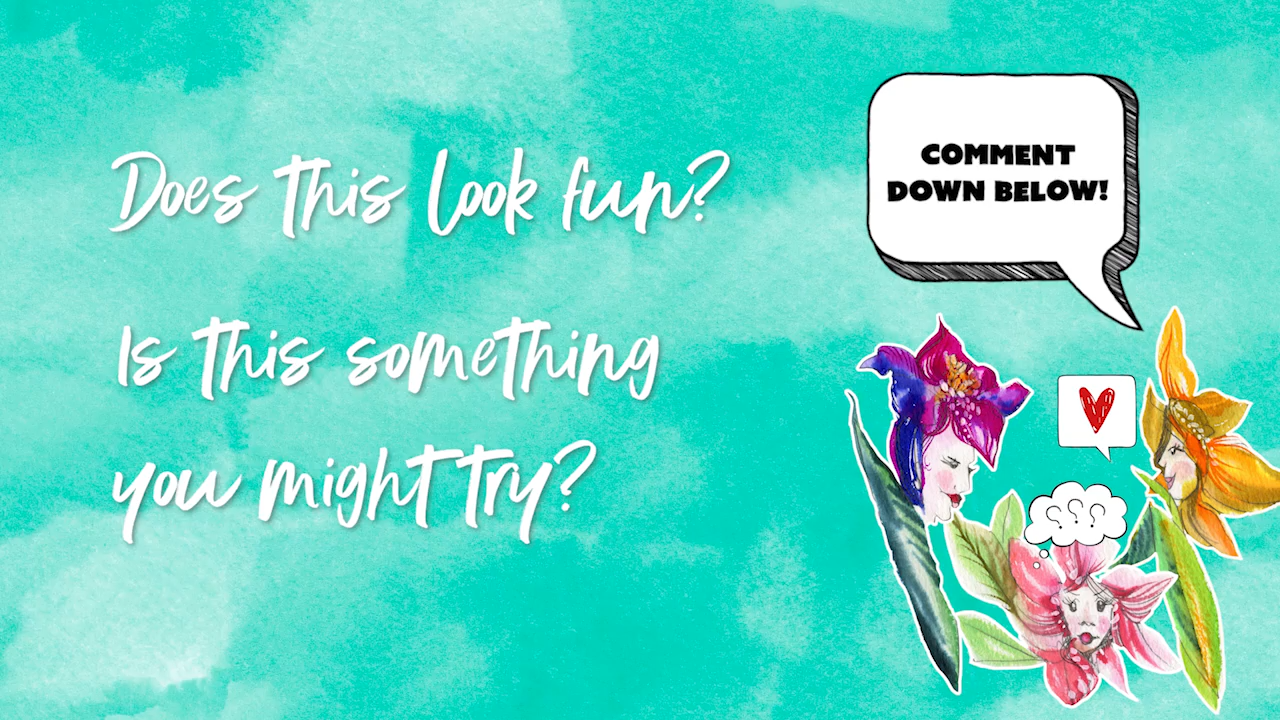 Does this look fun?
Is this something
you might try?
COMMENT
DOWN BELOW!
???